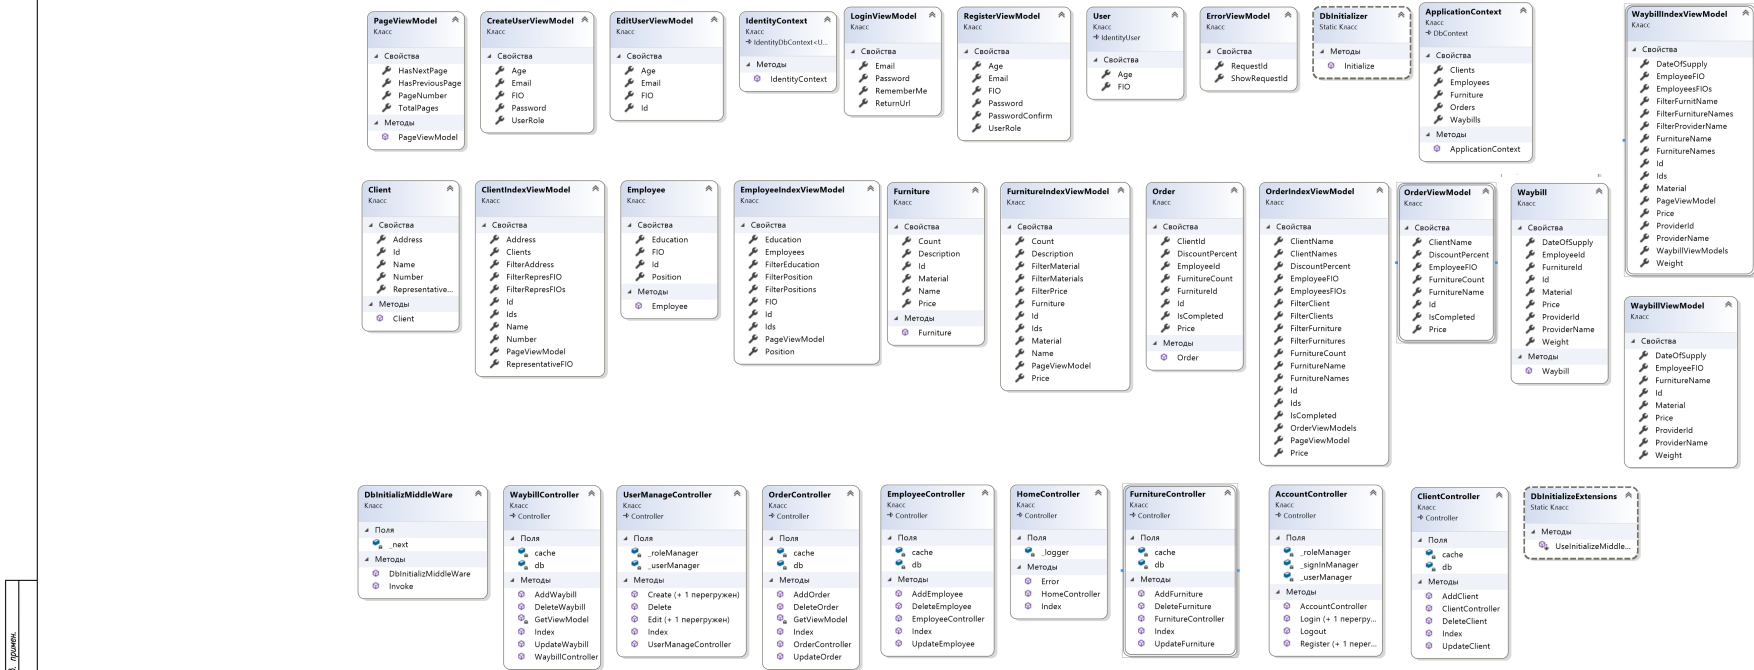 PageViewModel
Класс
Свойства
HasNextPage
HasPreviousPage
PageNumber
TotalPages
Методы
PageViewModel
CreateUserViewModel
Класс
Свойства
Age
Email
FIO
Password
UserRole
EditUserViewModel
Класс
Свойства
Age
Email
FIO
Id
IdentityContext
Класс
IdentityDbContext<U...
Методы
IdentityContext
LoginViewModel
Класс
Свойства
Email
Password
RememberMe
ReturnUrl
RegisterViewModel
Класс
Свойства
Age
Email
FIO
Password
PasswordConfirm
UserRole
User
Класс
IdentityUser
Свойства
Age
FIO
ErrorViewModel
Класс
Свойства
RequestId
ShowRequestId
DbInitializer
Static Класс
Методы
Initialize
ApplicationContext
Класс
DbContext
Свойства
Clients
Employees
Furniture
Orders
Waybills
Методы
ApplicationContext
WaybillIndexViewModel
Класс
Свойства
DateOfSupply
EmployeeFIO
EmployeesFIOs
FilterFurnitName
FilterFurnitureNames
FilterProviderName
FurnitureName
FurnitureNames
Id
Ids
Material
PageViewModel
Price
ProviderId
ProviderName
WaybillViewModels
Weight
Client
Класс
Свойства
Address
Id
Name
Number
Representative...
Методы
Client
ClientIndexViewModel
Класс
Свойства
Address
Clients
FilterAddress
FilterRepresFIO
FilterRepresFIOs
Id
Ids
Name
Number
PageViewModel
RepresentativeFIO
Employee
Класс
Свойства
Education
FIO
Id
Position
Методы
Employee
EmployeeIndexViewModel
Класс
Свойства
Education
Employees
FilterEducation
FilterPosition
FilterPositions
FIO
Id
Ids
PageViewModel
Position
Furniture
Класс
Свойства
Count
Description
Id
Material
Name
Price
Методы
Furniture
FurnitureIndexViewModel
Класс
Свойства
Count
Description
FilterMaterial
FilterMaterials
FilterPrice
Furniture
Id
Ids
Material
Name
PageViewModel
Price
Order
Класс
Свойства
ClientId
DiscountPercent
EmployeeId
FurnitureCount
FurnitureId
Id
IsCompleted
Price
Методы
Order
OrderIndexViewModel
Класс
Свойства
ClientName
ClientNames
DiscountPercent
EmployeeFIO
EmployeesFIOs
FilterClient
FilterClients
FilterFurniture
FilterFurnitures
FurnitureCount
FurnitureName
FurnitureNames
Id
Ids
IsCompleted
OrderViewModels
PageViewModel
Price
OrderViewModel
Класс
Свойства
ClientName
DiscountPercent
EmployeeFIO
FurnitureCount
FurnitureName
Id
IsCompleted
Price
Waybill
Класс
Свойства
DateOfSupply
EmployeeId
FurnitureId
Id
Material
Price
ProviderId
ProviderName
Weight
Методы
Waybill
WaybillViewModel
Класс
Свойства
DateOfSupply
EmployeeFIO
FurnitureName
Id
Material
Price
ProviderId
ProviderName
Weight
DbInitializMiddleWare
Класс
Поля
_next
Методы
DbInitializMiddleWare
Invoke
WaybillController
Класс
Controller
Поля
cache
db
Методы
AddWaybill
DeleteWaybill
GetViewModel
Index
UpdateWaybill
WaybillController
UserManageController
Класс
Controller
Поля
_roleManager
_userManager
Методы
Create (+ 1 перегружен)
Delete
Edit (+ 1 перегружен)
Index
UserManageController
OrderController
Класс
Controller
Поля
cache
db
Методы
AddOrder
DeleteOrder
GetViewModel
Index
OrderController
UpdateOrder
EmployeeController
Класс
Controller
Поля
cache
db
Методы
AddEmployee
DeleteEmployee
EmployeeController
Index
UpdateEmployee
HomeController
Класс
Controller
Поля
_logger
Методы
Error
HomeController
Index
FurnitureController
Класс
Controller
Поля
cache
db
Методы
AddFurniture
DeleteFurniture
FurnitureController
Index
UpdateFurniture
AccountController
Класс
Controller
Поля
_roleManager
_signInManager
_userManager
Методы
AccountController
Login (+ 1 перегру...
Logout
Register (+ 1 перег...
ClientController
Класс
Controller
Поля
cache
db
Методы
AddClient
ClientController
DeleteClient
Index
UpdateClient
DbInitializeExtensions
Static Класс
Методы
UseInitializeMiddle...
примен.